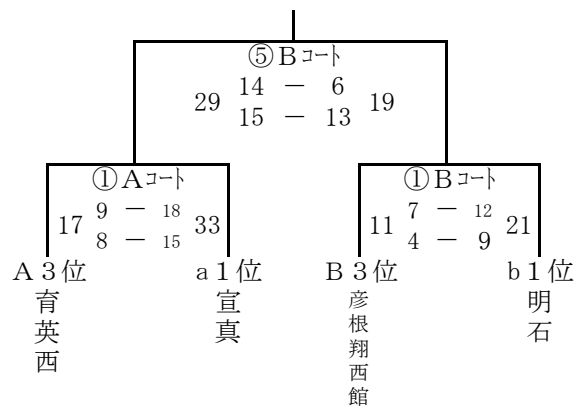 ⑤Bコート
29 14 － 6 19
15 － 13
①Aコート
17 9 － 18 33
8 － 15
①Bコート
11 7 － 12 21
4 － 9
A3位
a1位
B3位
b1位
育英西
宣真
彦根翔西館
明石